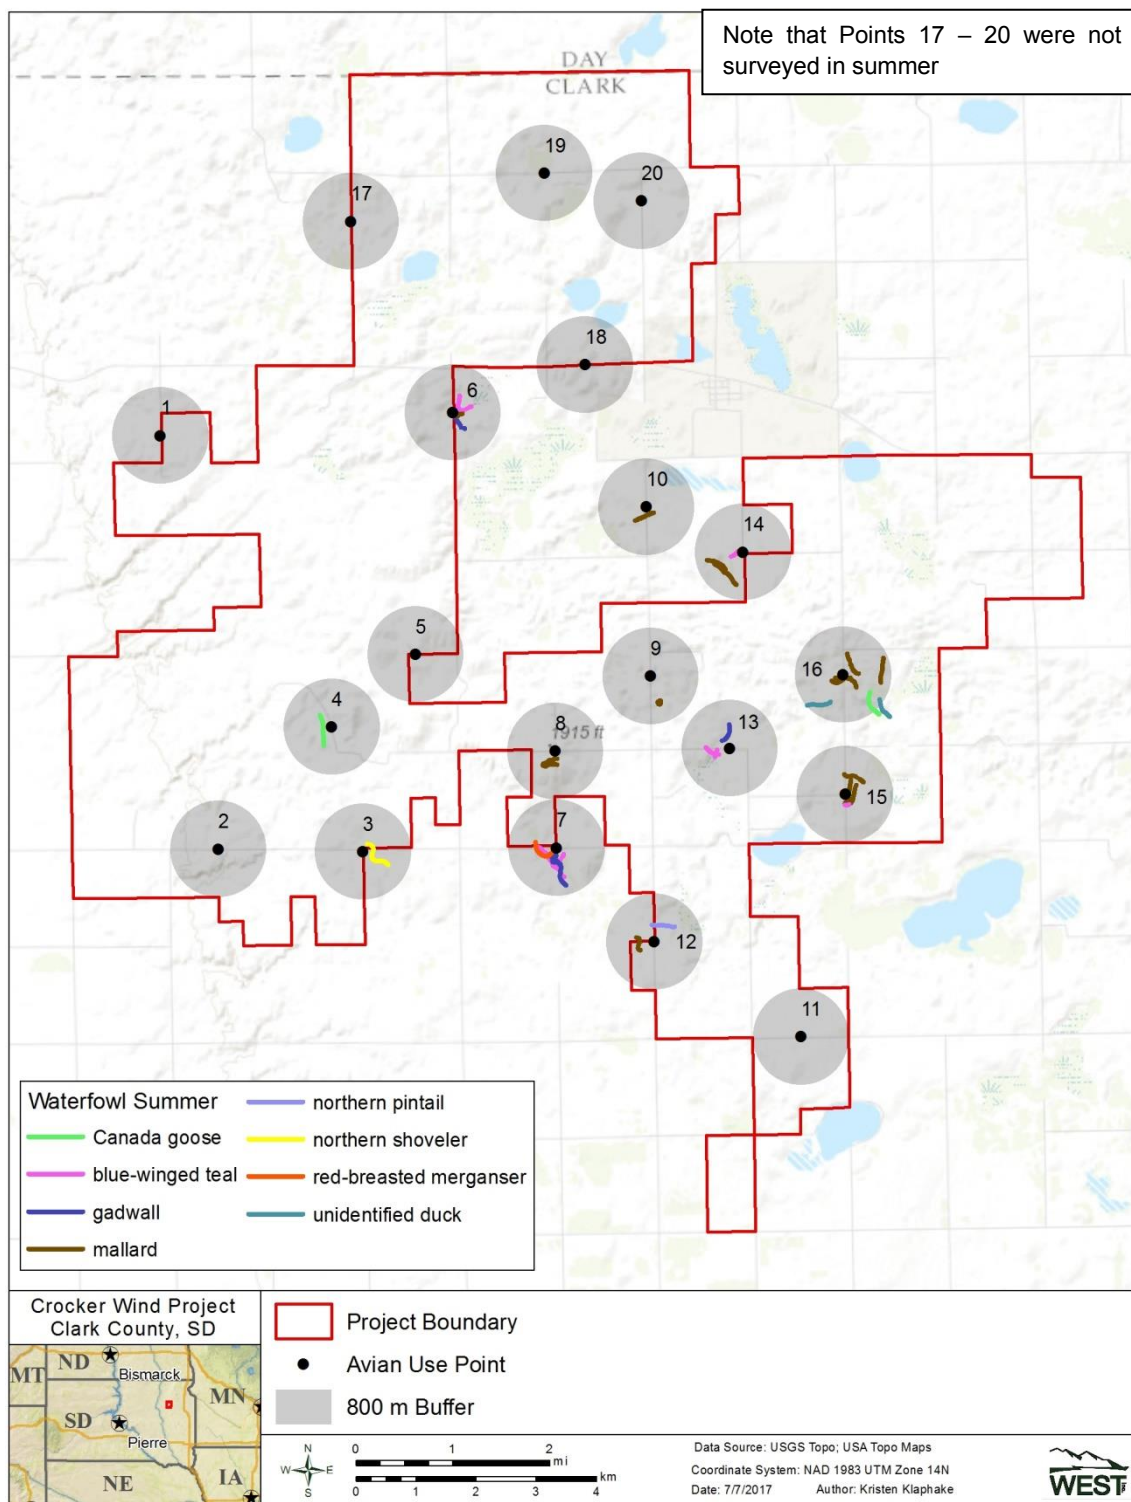 Note that Points 17 – 20 were not
surveyed in summer
DAY
CLARK
19
20
17
18
6
1
10
14
5
9
16
4
8
1915 ft
13
15
2
3
7
12
11
Waterfowl Summer
Canada goose
blue-winged teal
gadwall
mallard
northern pintail
northern shoveler
red-breasted merganser
unidentified duck
Crocker Wind Project
Clark County, SD
MT
ND
Bismarck
MN
SD
Pierre
NE
IA
Project Boundary
Avian Use Point
800 m Buffer
N
W
E
S
0 1 2
mi
0 1 2 3 4
km
Data Source: USGS Topo; USA Topo Maps
Coordinate System: NAD 1983 UTM Zone 14N
Date: 7/7/2017 Author: Kristen Klaphake
WEST